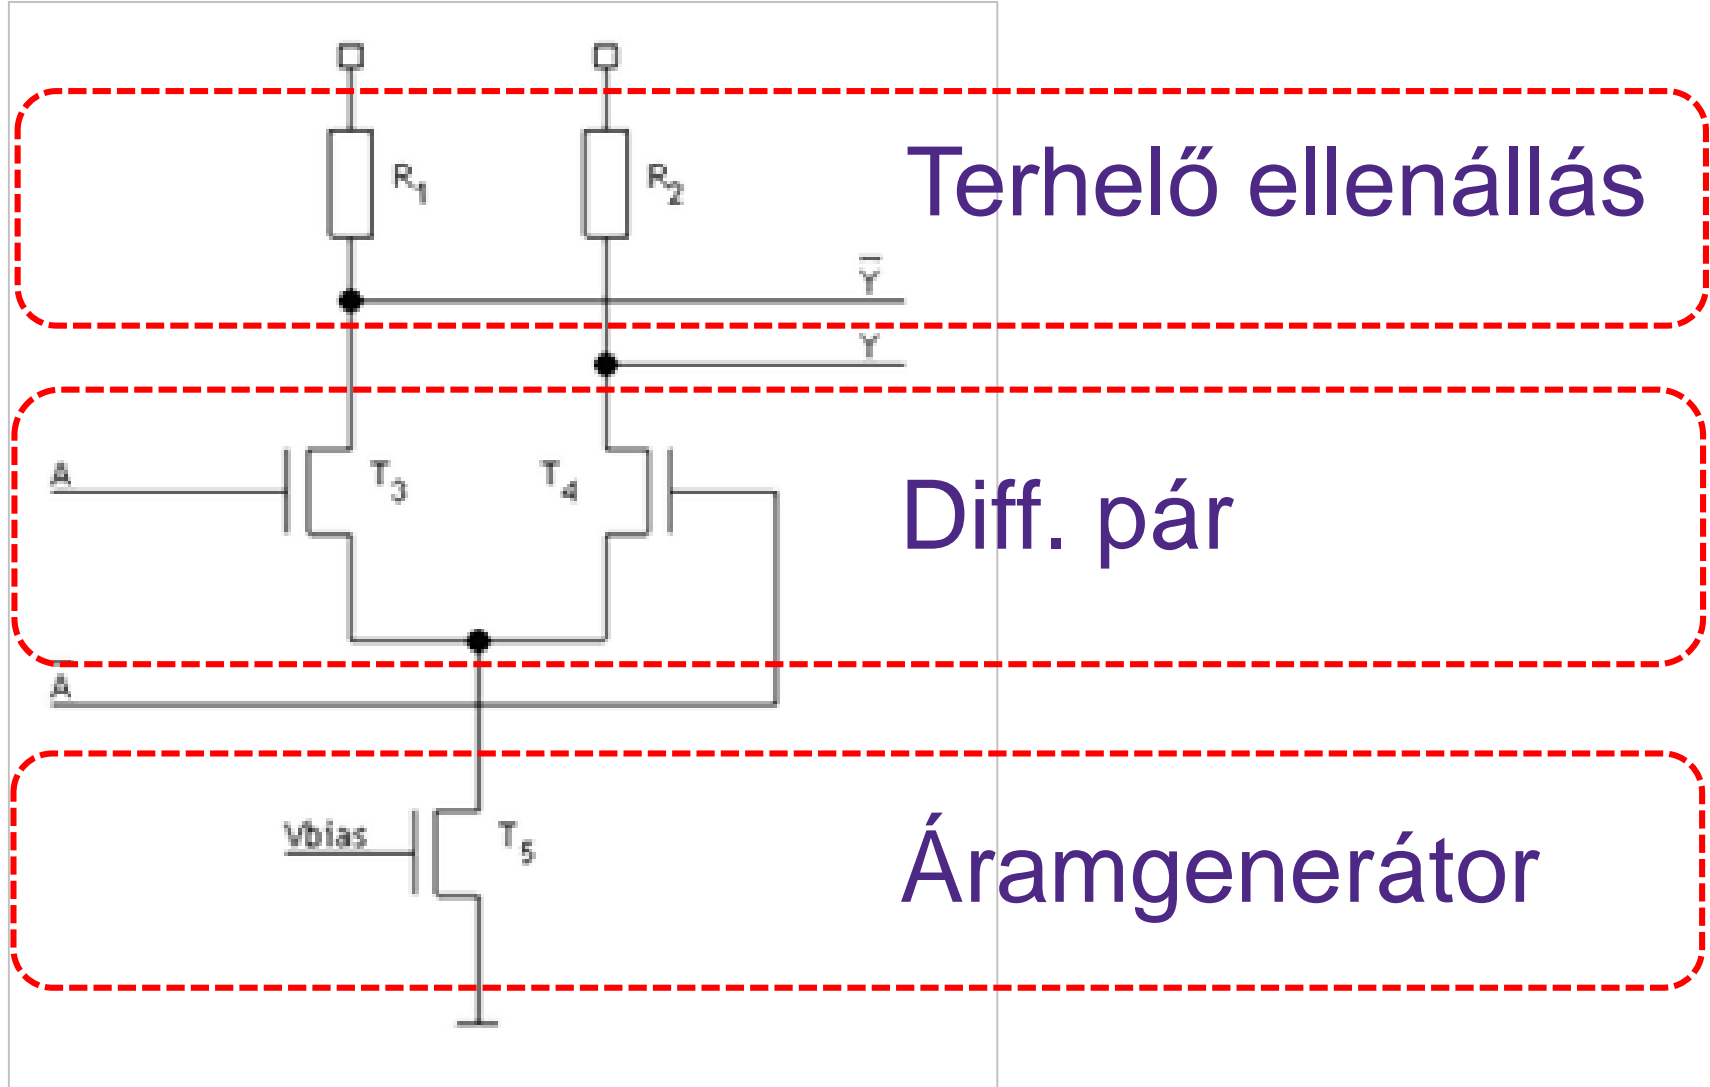 R1
R2
Terhelő ellenállás
Y̅
Y
A
T3
T4
Diff. pár
A̅
Vbias
T5
Áramgenerátor